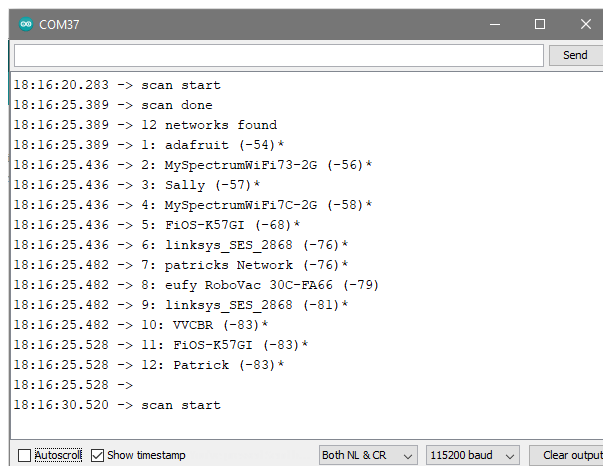 COM37
Send
18:16:20.283 -> scan start
18:16:25.389 -> scan done
18:16:25.389 -> 12 networks found
18:16:25.389 -> 1: adafruit (-54)*
18:16:25.436 -> 2: MySpectrumWiFi73-2G (-56)*
18:16:25.436 -> 3: Sally (-57)*
18:16:25.436 -> 4: MySpectrumWiFi7C-2G (-58)*
18:16:25.436 -> 5: FiOS-K57GI (-68)*
18:16:25.436 -> 6: linksys_SES_2868 (-76)*
18:16:25.482 -> 7: patricks Network (-76)*
18:16:25.482 -> 8: eufy RoboVac 30C-FA66 (-79)
18:16:25.482 -> 9: linksys_SES_2868 (-81)*
18:16:25.482 -> 10: VVCBR (-83)*
18:16:25.528 -> 11: FiOS-K57GI (-83)*
18:16:25.528 -> 12: Patrick (-83)*
18:16:25.528 ->
18:16:30.520 -> scan start
Autoscroll Show timestamp Both NL & CR 115200 baud Clear output